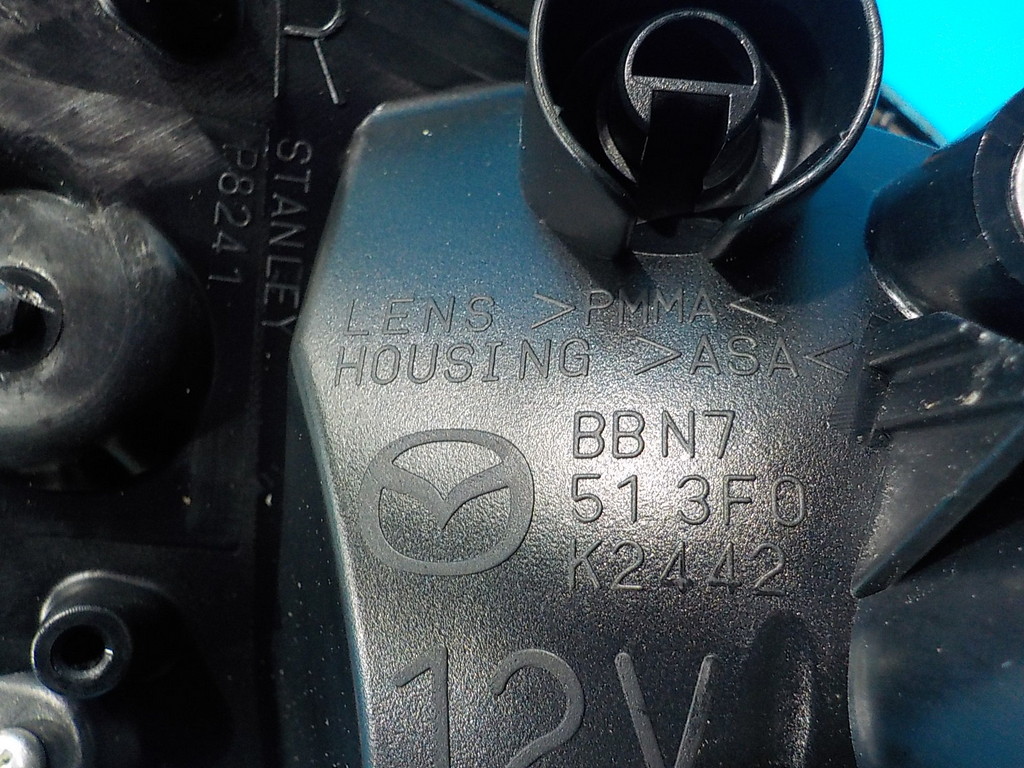 R
STANLEY
P8241
LENS >PMMA<
HOUSING >ASA<
BBN7
513F0
K2442
12V